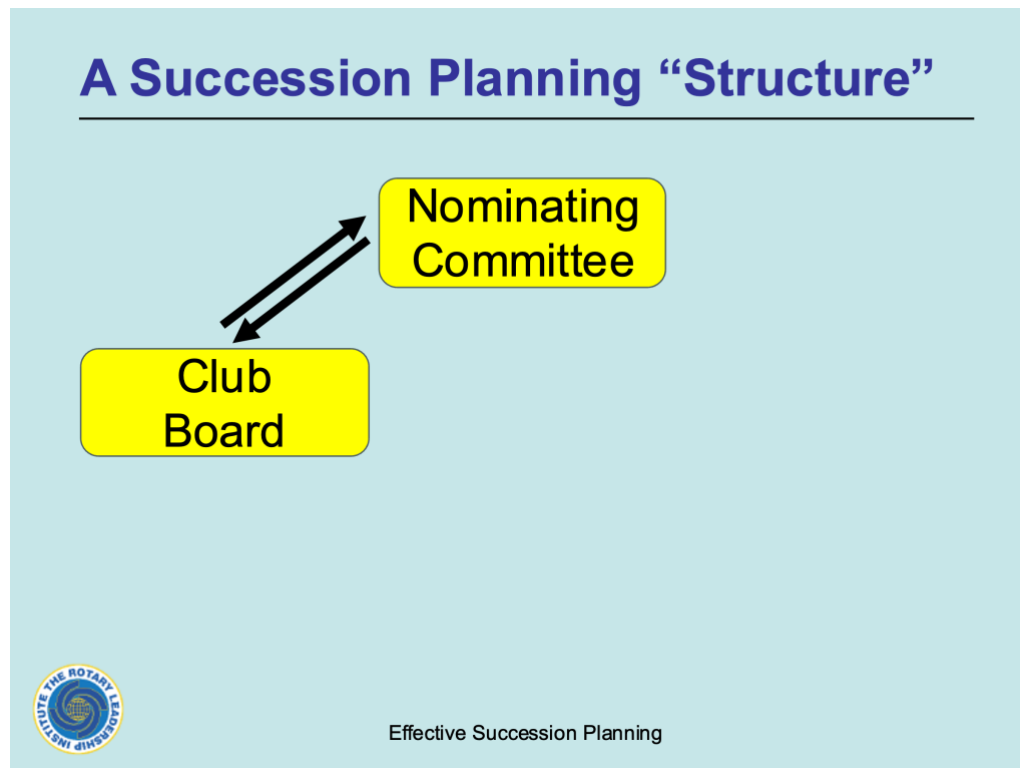 A Succession Planning “Structure”
Nominating
Committee
Club
Board
THE ROTARY LEADERSHIP INSTITUTE
Effective Succession Planning